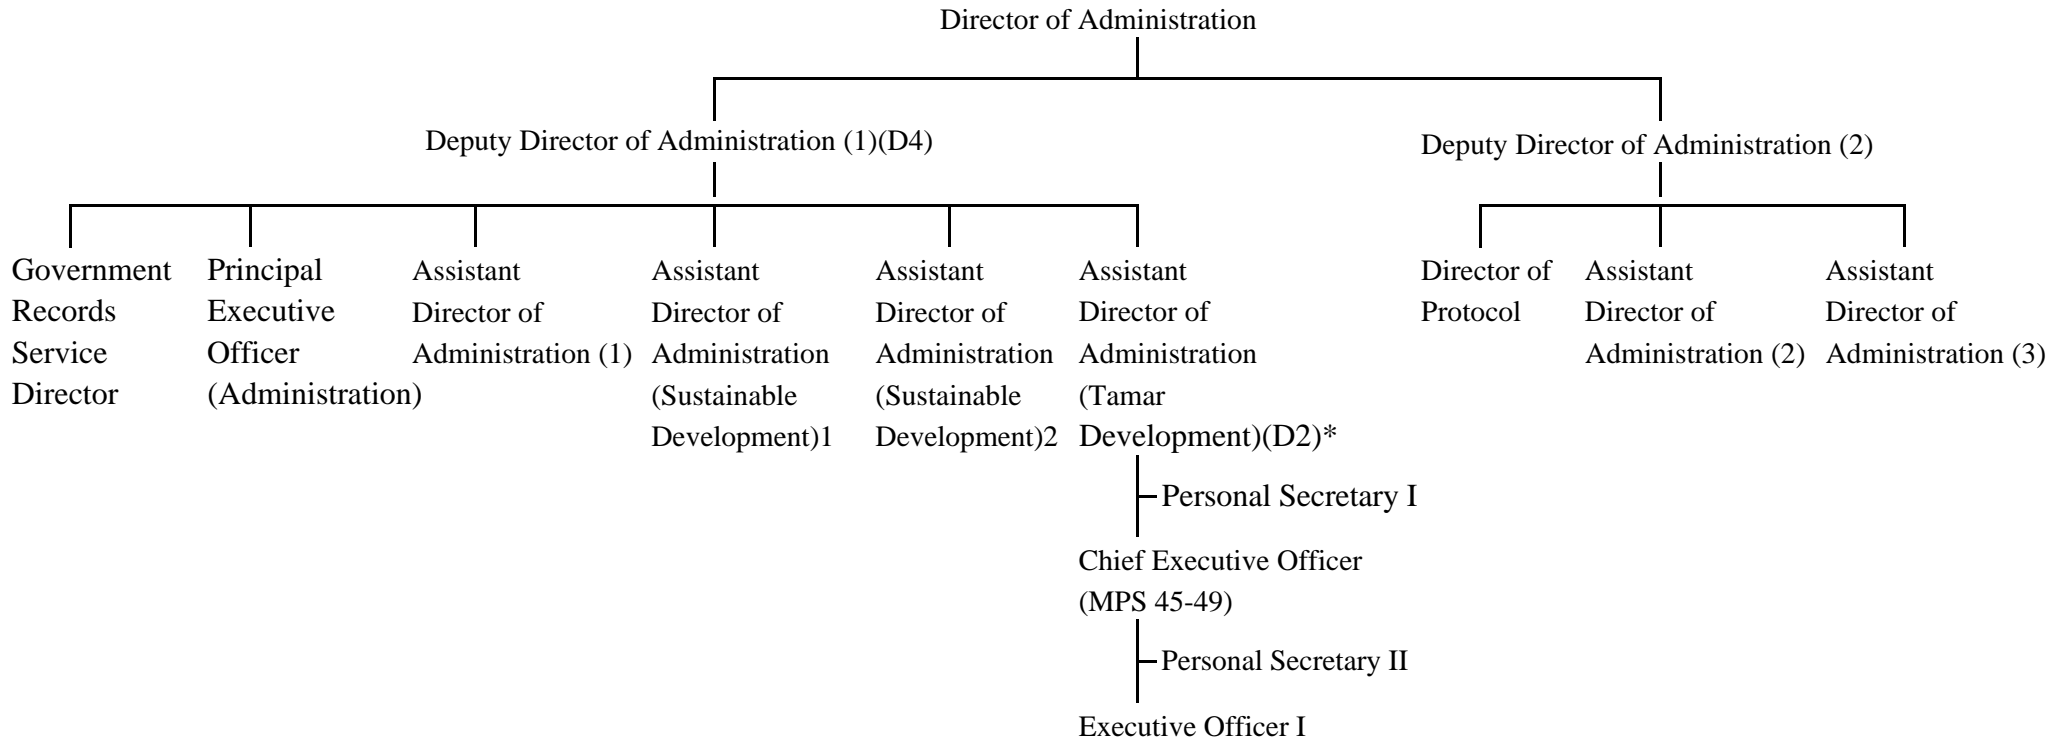 Director of Administration
Deputy Director of Administration (1)(D4)
Deputy Director of Administration (2)
Government
Records
Service
Director
Principal
Executive
Officer
(Administration)
Assistant
Director of
Administration (1)
Assistant
Director of
Administration
(Sustainable
Development)1
Assistant
Director of
Administration
(Sustainable
Development)2
Assistant
Director of
Administration
(Tamar
Development)(D2)*
Personal Secretary I
Chief Executive Officer
(MPS 45-49)
Personal Secretary II
Executive Officer I
Director of
Protocol
Assistant
Director of
Administration (2)
Assistant
Director of
Administration (3)